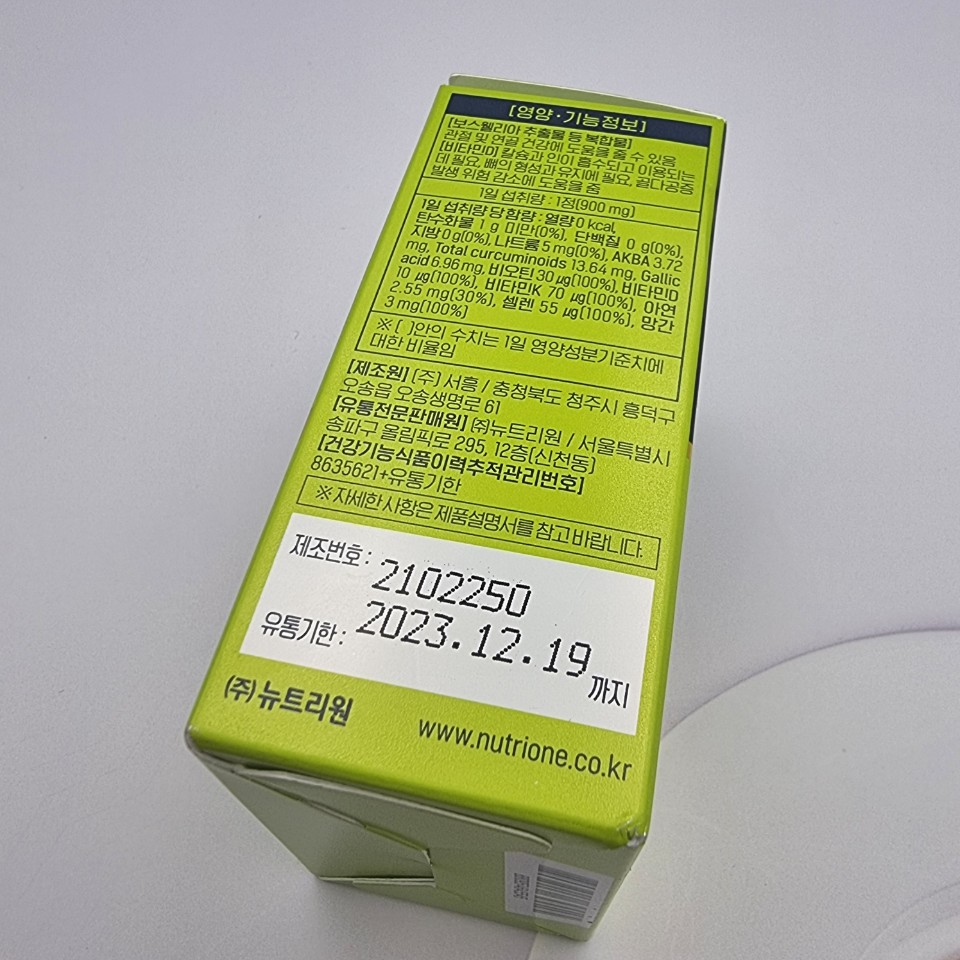 [영양·기능정보]
[보스웰리아 추출물 등 복합물]
관절 및 연골 건강에 도움을 줄 수 있음
[비타민D] 칼슘과 인이 흡수되고 이용되는
데 필요, 뼈의 형성과 유지에 필요, 골다공증
발생 위험 감소에 도움을 줌
1일 섭취량 : 1정(900 mg)
1일 섭취량 당 함량 : 열량 0 kcal,
탄수화물 1 g 미만(0%), 단백질 0 g(0%),
지방 0 g(0%), 나트륨 5 mg(0%), AKBA 3.72
mg, Total curcuminoids 13.64 mg, Gallic
acid 6.96 mg, 비오틴 30 μg(100%), 비타민D
10 μg(100%), 비타민K 70 μg(100%), 아연
2.55 mg(30%), 셀렌 55 μg(100%), 망간
3 mg(100%)
※ ( )안의 수치는 1일 영양성분기준치에
대한 비율임
[제조원] (주) 서흥 / 충청북도 청주시 흥덕구
오송읍 오송생명로 61
[유통전문판매원] ㈜뉴트리원 / 서울특별시
송파구 올림픽로 295, 12층(신천동)
[건강기능식품이력추적관리번호]
8635621+유통기한
※ 자세한 사항은 제품설명서를 참고 바랍니다.
제조번호 : 2102250
유통기한 : 2023.12.19 까지
(주)뉴트리원
www.nutrione.co.kr